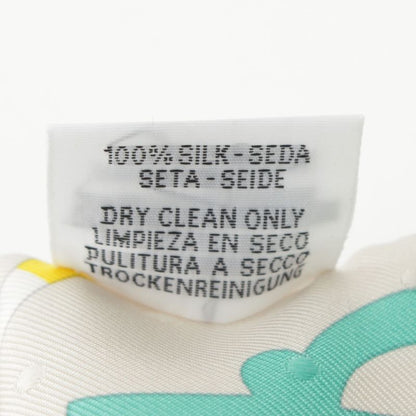 100% SILK - SEDA
SETA - SEIDE
DRY CLEAN ONLY
LIMPIEZA EN SECO
PULITURA A SECCO
TROCKENREINIGUNG